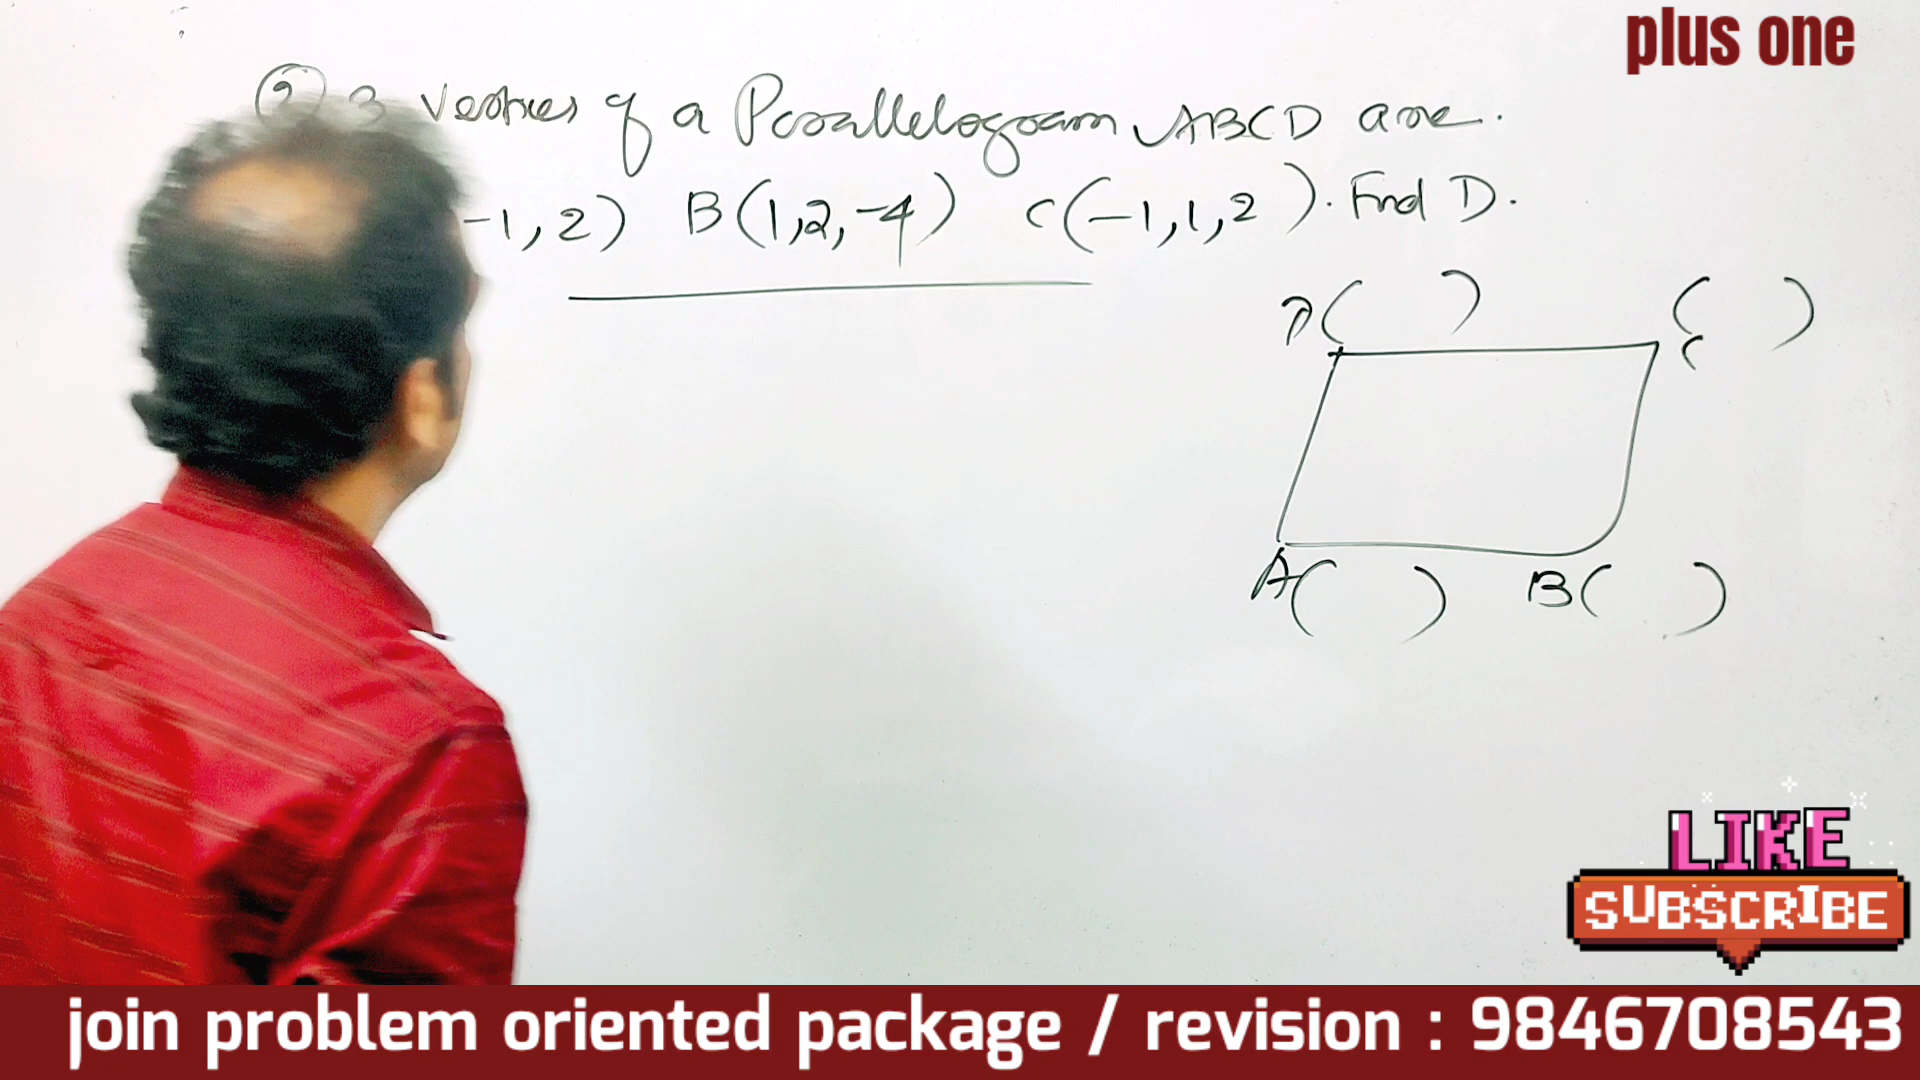 plus one
② 3 Vertices of a Parallelogram ABCD are.
-1, 2) B(1,2,-4) C(-1,1,2). Find D.
D( ) ( )
C
A( ) B( )
LIKE
SUBSCRIBE
join problem oriented package / revision : 9846708543